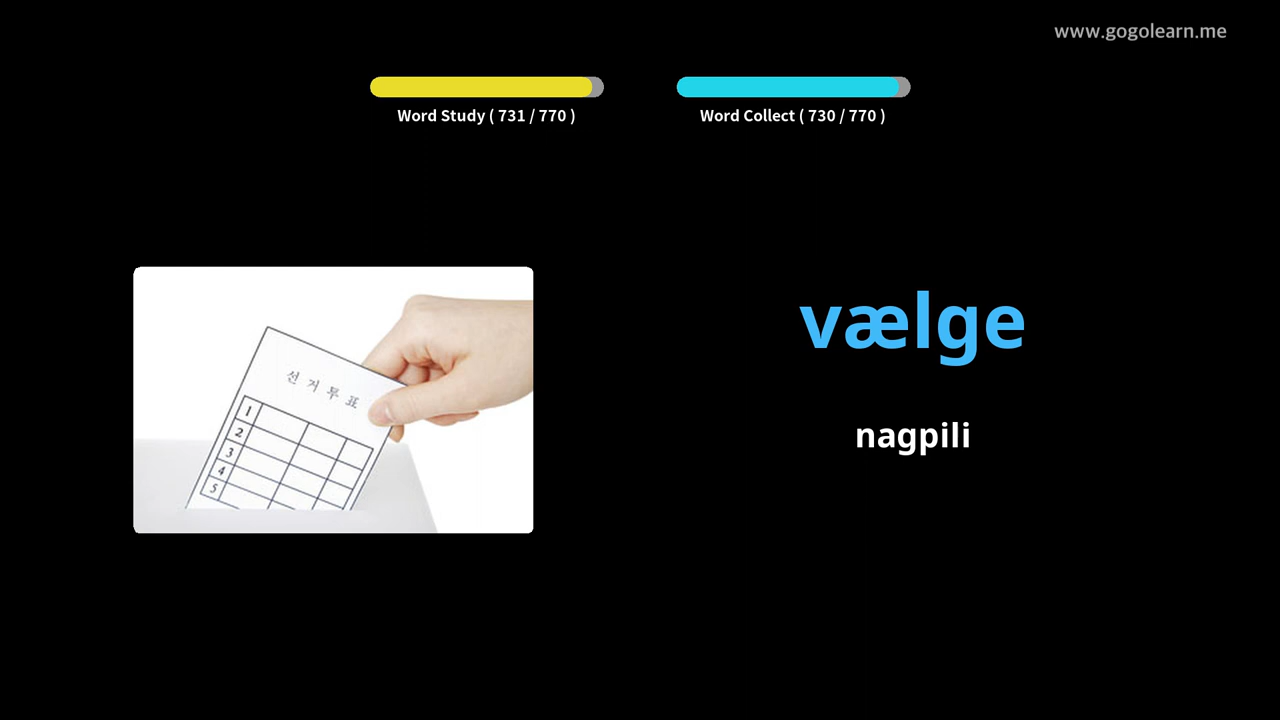 www.gogolearn.me
Word Study ( 731 / 770 )
Word Collect ( 730 / 770 )
선거투표
1
2
3
4
5
vælge
nagpili